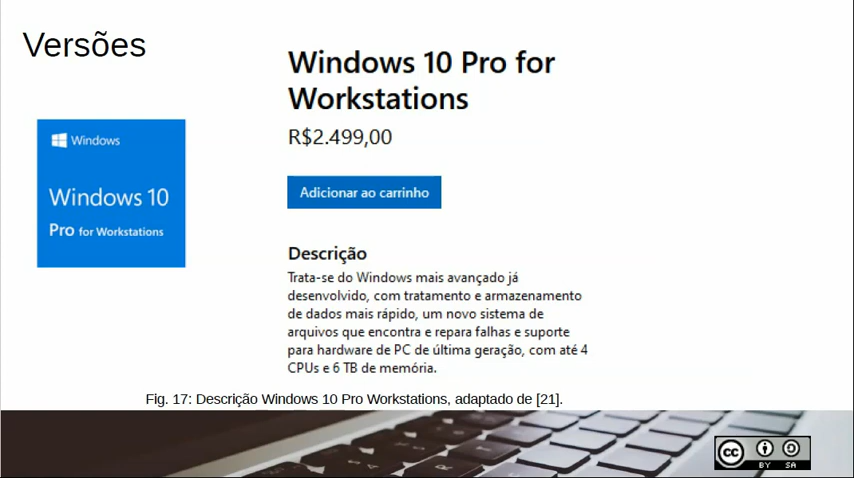 Versões
Windows 10 Pro for
Workstations
R$2.499,00
Windows
Windows 10
Pro for Workstations
Adicionar ao carrinho
Descrição
Trata-se do Windows mais avançado já
desenvolvido, com tratamento e armazenamento
de dados mais rápido, um novo sistema de
arquivos que encontra e repara falhas e suporte
para hardware de PC de última geração, com até 4
CPUs e 6 TB de memória.
Fig. 17: Descrição Windows 10 Pro Workstations, adaptado de [21].
cc
BY SA